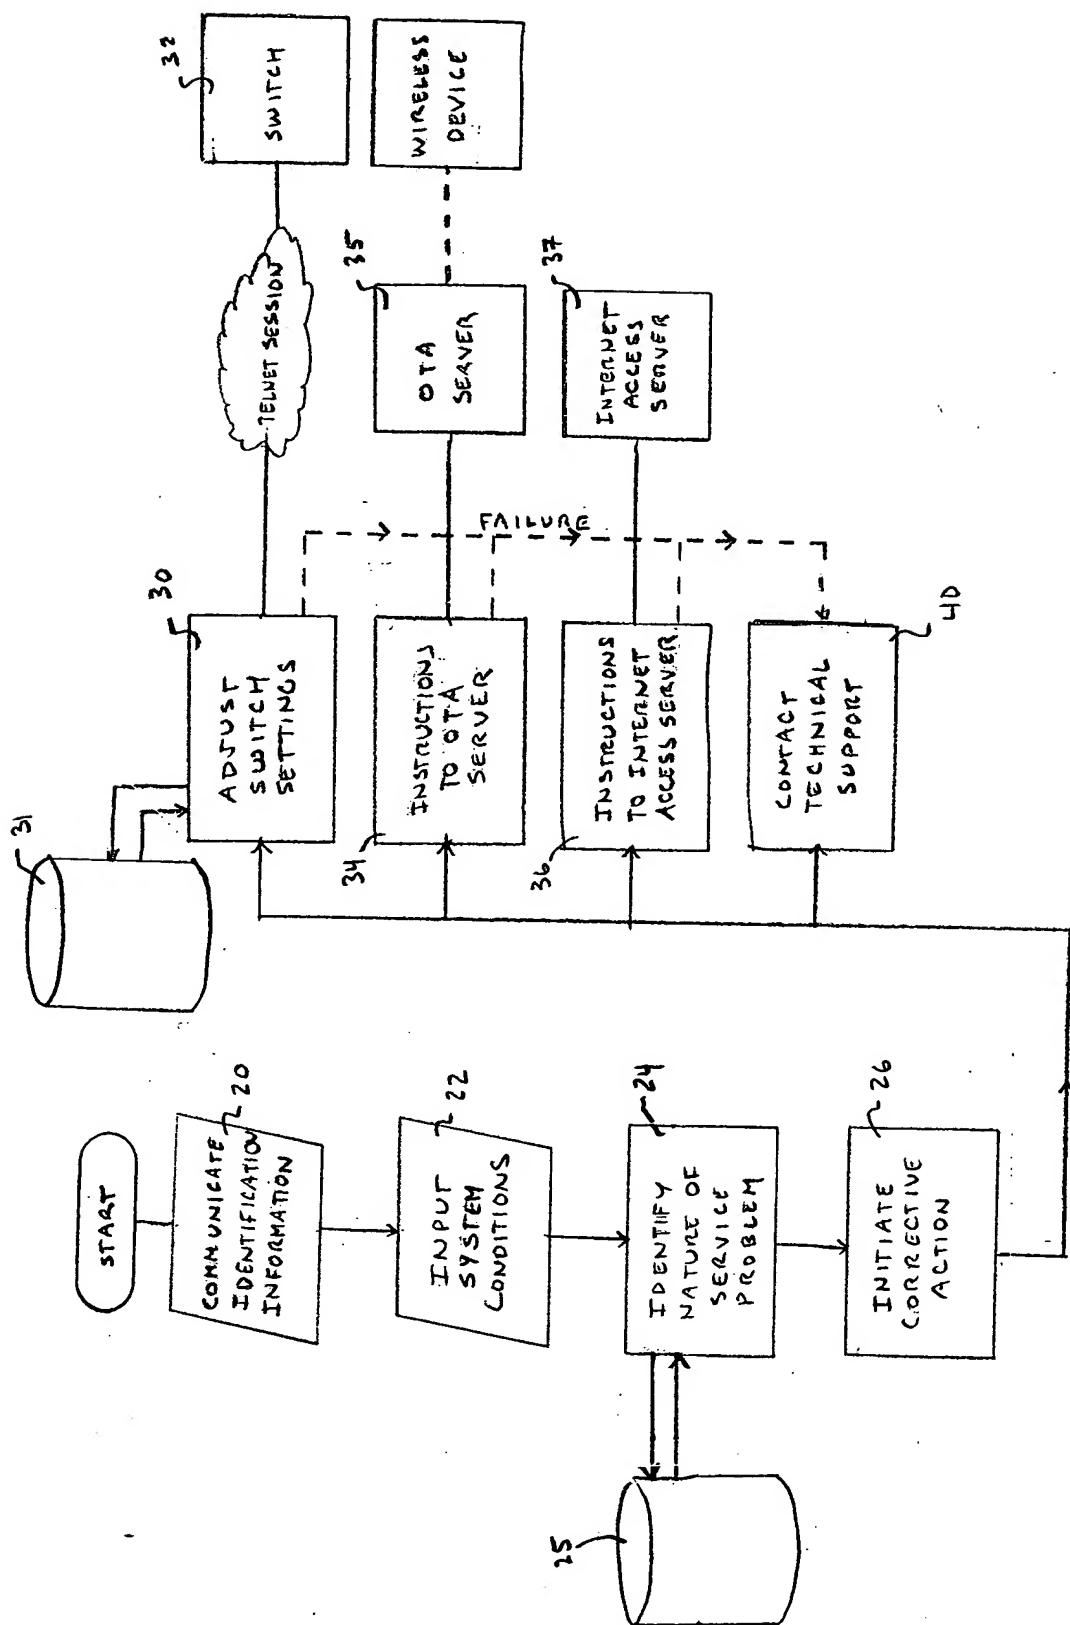 START
20
COMMUNICATE
IDENTIFICATION
INFORMATION
22
INPUT
SYSTEM
CONDITIONS
24
IDENTIFY
NATURE OF
SERVICE
PROBLEM
25
26
INITIATE
CORRECTIVE
ACTION
31
30
ADJUST
SWITCH
SETTINGS
TELNET SESSION
32
SWITCH
34
INSTRUCTIONS
TO OTA
SERVER
35
OTA
SERVER
WIRELESS
DEVICE
FAILURE
36
INSTRUCTIONS
TO INTERNET
ACCESS SERVER
37
INTERNET
ACCESS
SERVER
CONTACT
TECHNICAL
SUPPORT
40